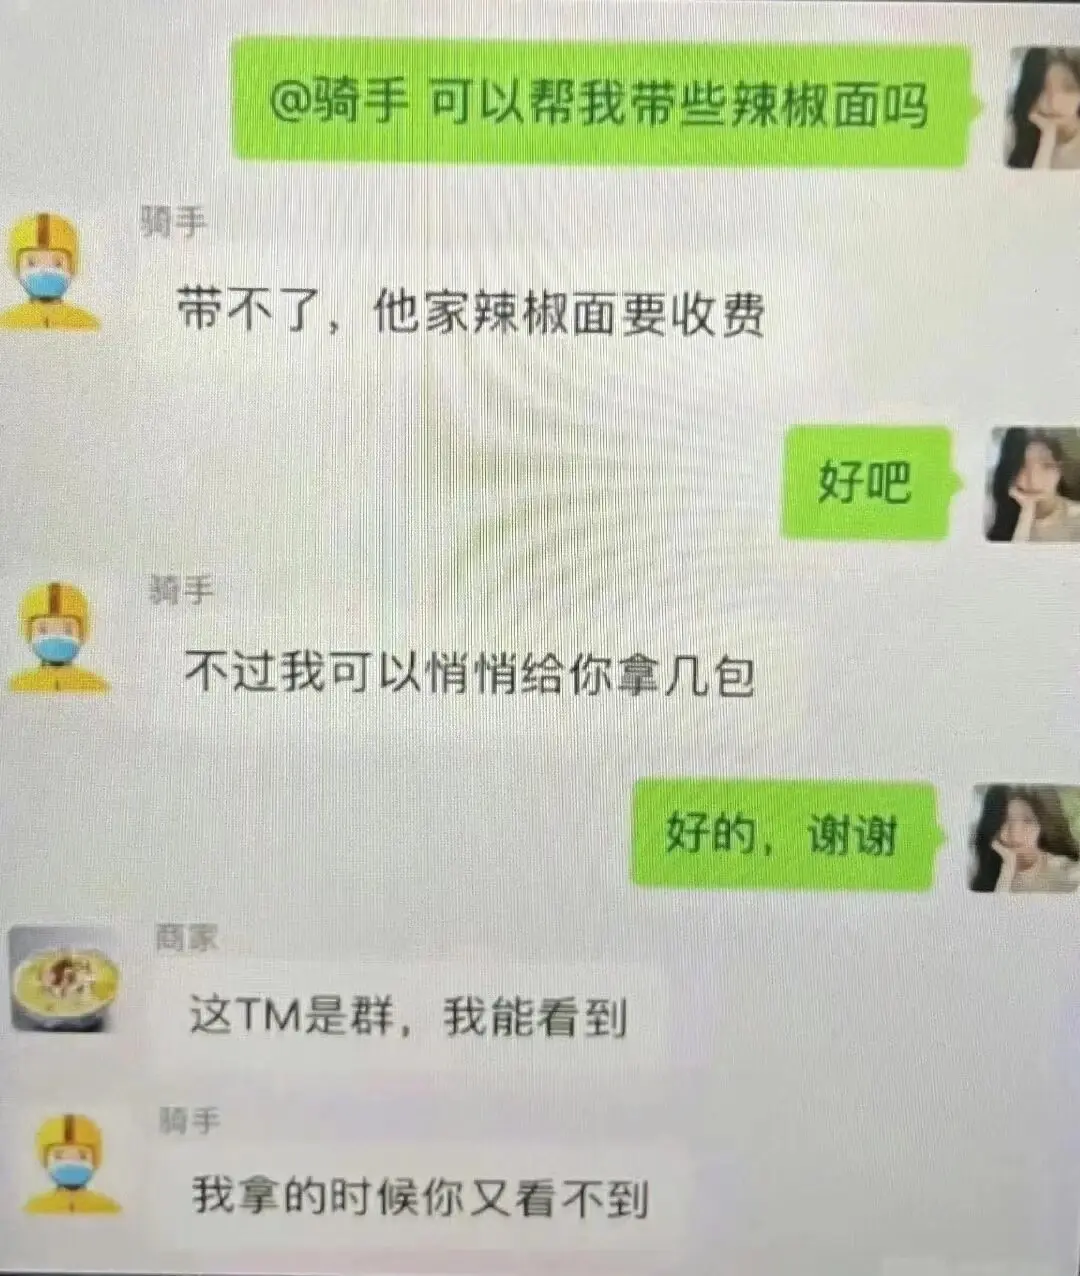 @骑手 可以帮我带些辣椒面吗
骑手
带不了，他家辣椒面要收费
好吧
骑手
不过我可以悄悄给你拿几包
好的，谢谢
商家
这TM是群，我能看到
骑手
我拿的时候你又看不到